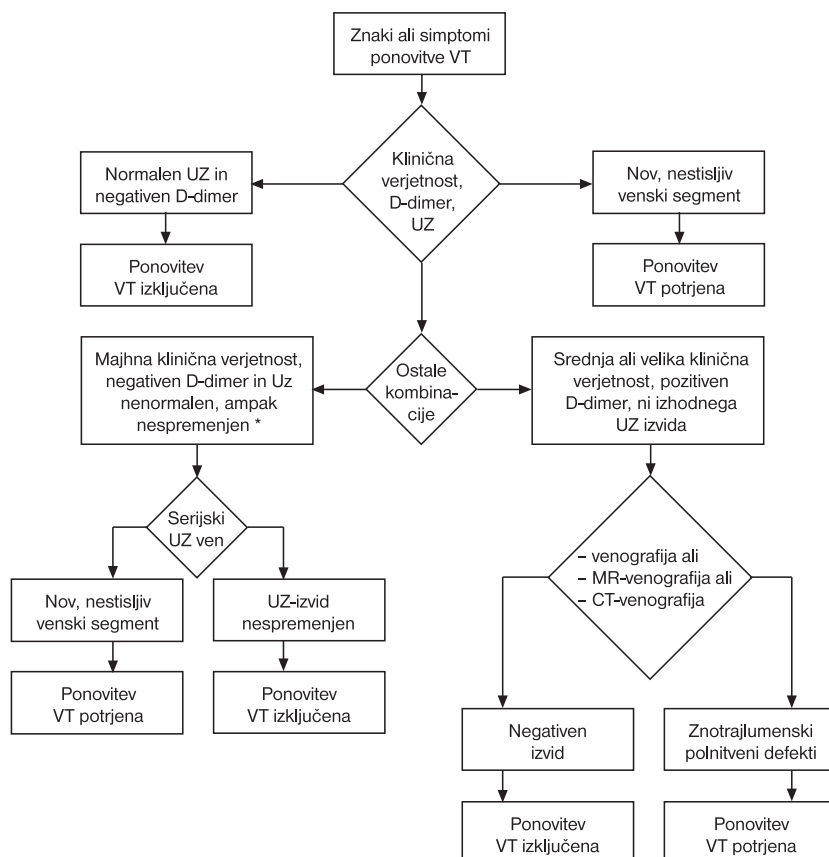 Znaki ali simptomi
ponovitve VT
Klinična
verjetnost,
D-dimer,
UZ
Normalen UZ in
negativen D-dimer
Nov, nestisljiv
venski segment
Ponovitev
VT izključena
Ponovitev
VT potrjena
Majhna klinična verjetnost,
negativen D-dimer in Uz
nenormalen, ampak
nespremenjen *
Ostale
kombina-
cije
Srednja ali velika klinična
verjetnost, pozitiven
D-dimer, ni izhodnega
UZ izvida
Serijski
UZ ven
– venografija ali
– MR-venografija ali
– CT-venografija
Nov, nestisljiv
venski segment
UZ-izvid
nespremenjen
Ponovitev
VT potrjena
Ponovitev
VT izključena
Negativen
izvid
Znotrajlumenski
polnitveni defekti
Ponovitev
VT izključena
Ponovitev
VT potrjena